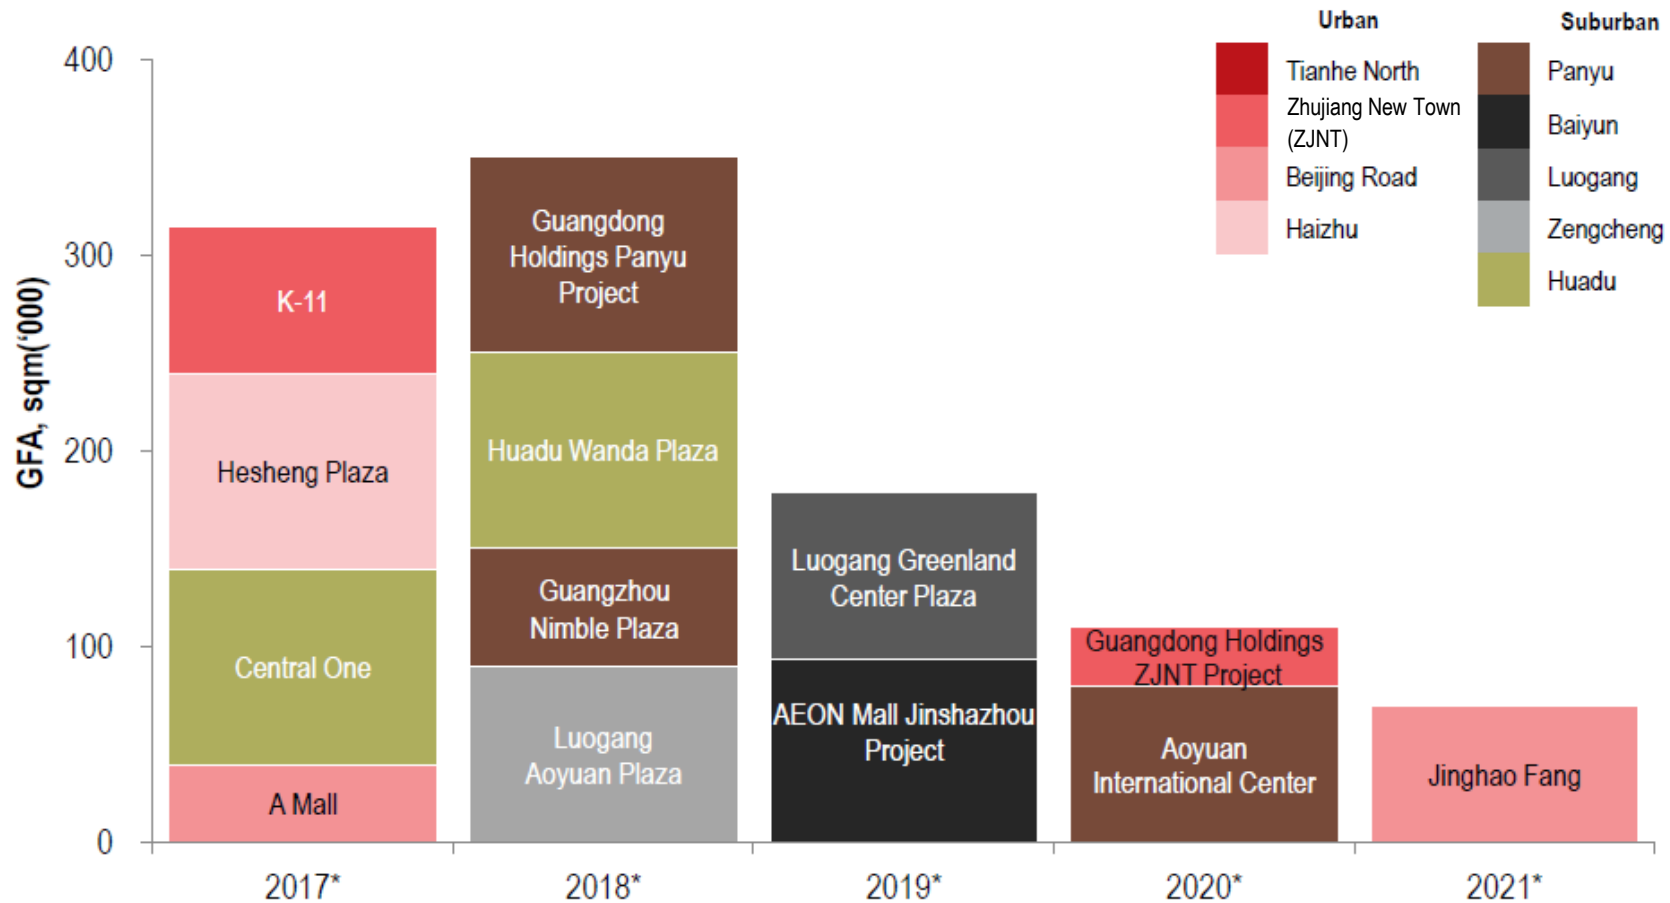 Urban
Suburban
Tianhe North
Zhujiang New Town
(ZJNT)
Beijing Road
Haizhu
Panyu
Baiyun
Luogang
Zengcheng
Huadu
GFA, sqm(‘000)
400
300
200
100
0
K-11
Hesheng Plaza
Central One
A Mall
Guangdong
Holdings Panyu
Project
Huadu Wanda Plaza
Guangzhou
Nimble Plaza
Luogang
Aoyuan Plaza
Luogang Greenland
Center Plaza
AEON Mall Jinshazhou
Project
Guangdong Holdings
ZJNT Project
Aoyuan
International Center
Jinghao Fang
2017*
2018*
2019*
2020*
2021*